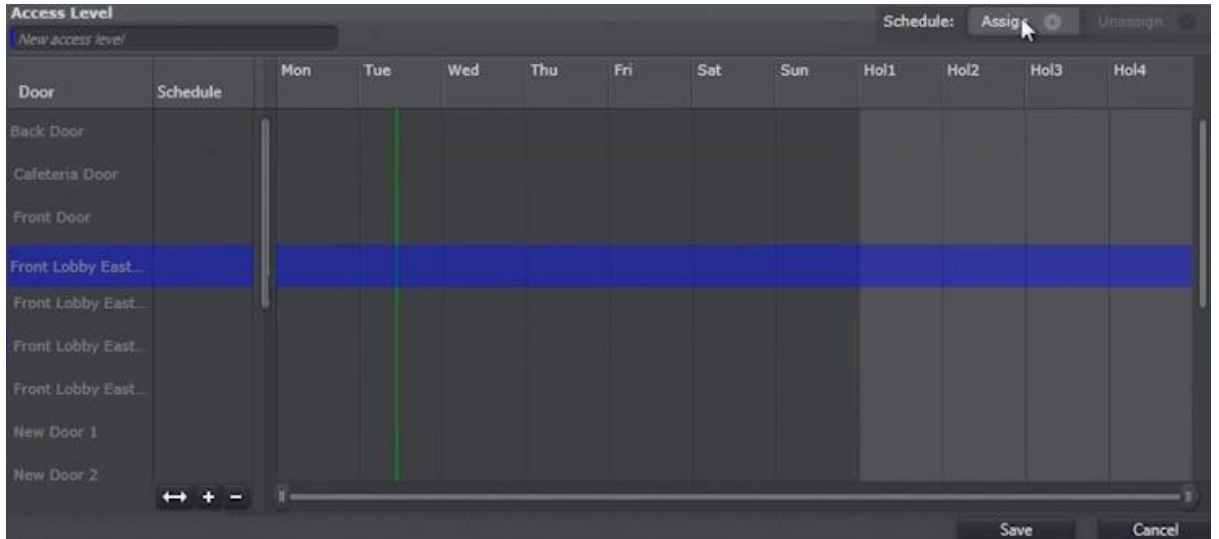 Access Level
Schedule: Assign Unassign
New access level
Door Schedule Mon Tue Wed Thu Fri Sat Sun Hol1 Hol2 Hol3 Hol4
Back Door
Cafeteria Door
Front Door
Front Lobby East...
Front Lobby East...
Front Lobby East...
Front Lobby East...
New Door 1
New Door 2
Save Cancel